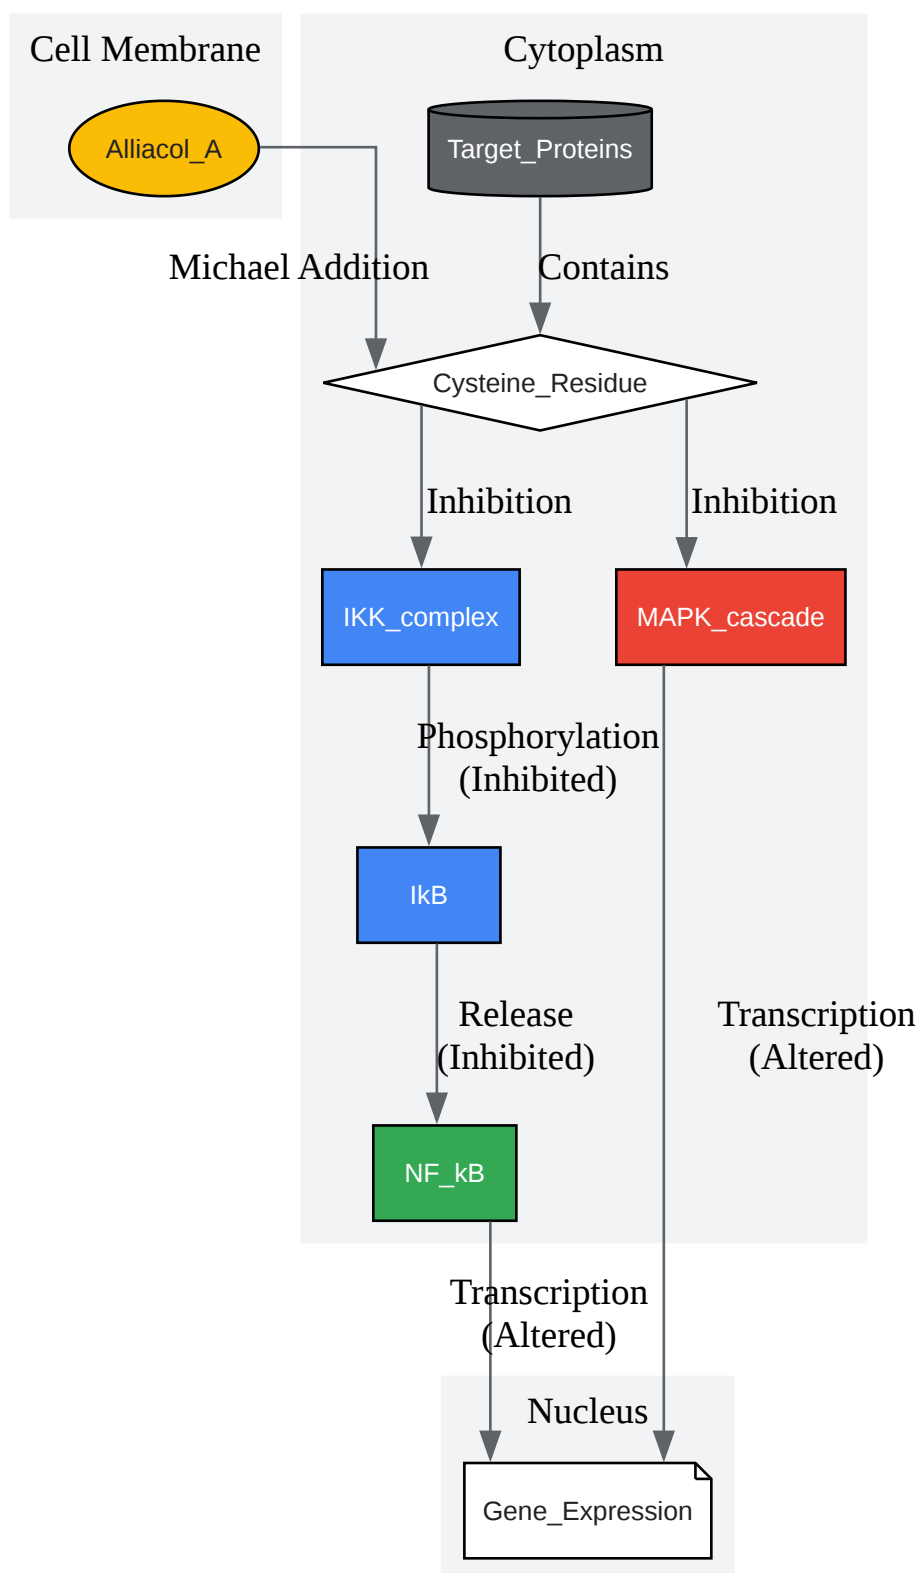 Cell Membrane
Cytoplasm
Alliacol_A
Target_Proteins
Michael Addition
Contains
Cysteine_Residue
Inhibition
Inhibition
IKK_complex
MAPK_cascade
Phosphorylation
(Inhibited)
IkB
Release
(Inhibited)
Transcription
(Altered)
NF_kB
Transcription
(Altered)
Nucleus
Gene_Expression